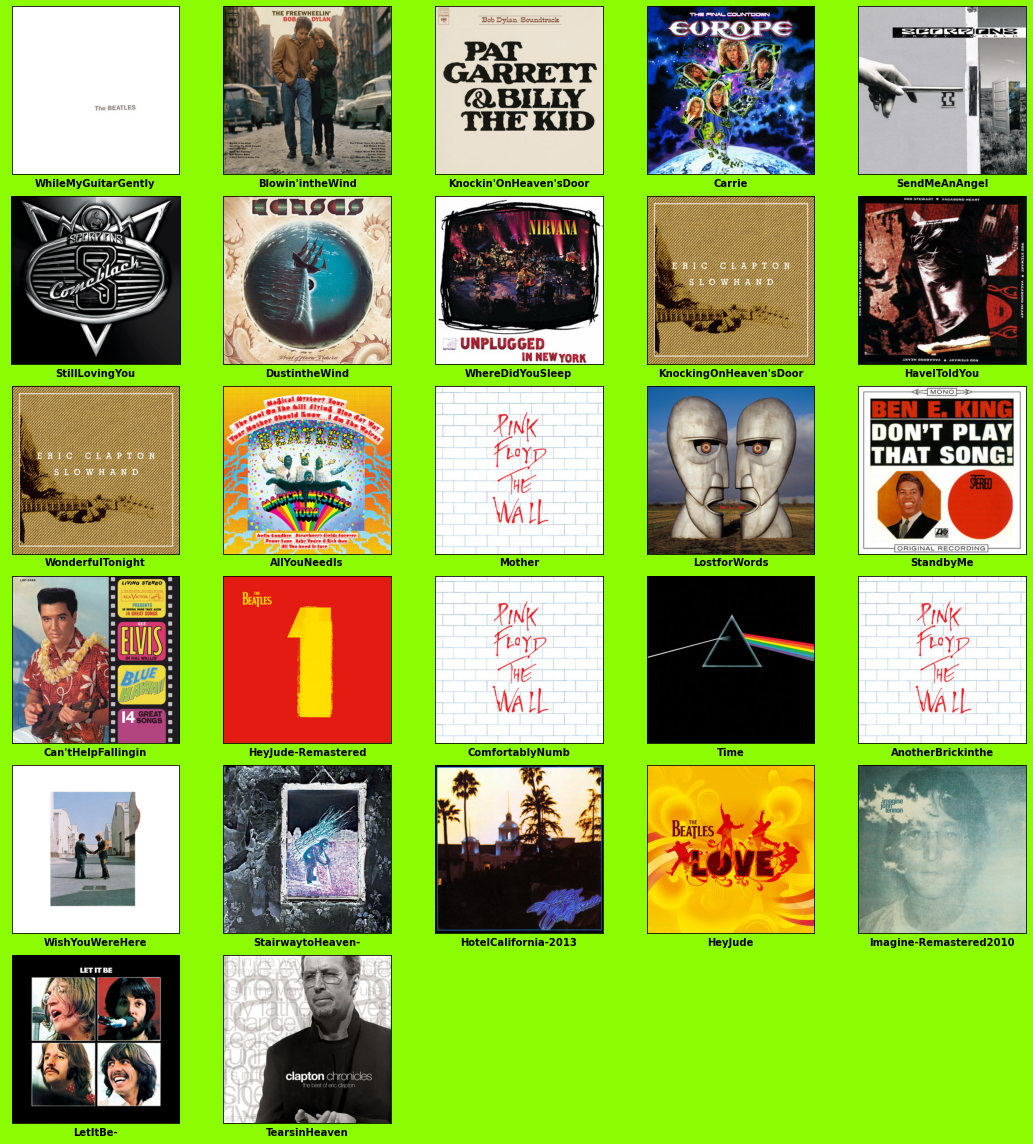 The BEATLES
WhileMyGuitarGently
THE FREEWHEELIN'
BOB DYLAN
Blowin'intheWind
Bob Dylan Soundtrack
PAT
GARRETT
& BILLY
THE KID
Knockin'OnHeaven'sDoor
THE FINAL COUNTDOWN
EUROPE
Carrie
SCORPIONS
SendMeAnAngel
SCORPIONS
Comeblack
StillLovingYou
KANSAS
DustintheWind
NIRVANA
UNPLUGGED
IN NEW YORK
WhereDidYouSleep
ERIC CLAPTON
SLOWHAND
KnockingOnHeaven'sDoor
ROD STEWART VAGABOND HEART
HaveIToldYou
ERIC CLAPTON
SLOWHAND
WonderfulTonight
Magical Mystery Tour
The Fool On The Hill Flying Blue Jay Way
Your Mother Should Know I Am The Walrus
BEATLES
MAGICAL MYSTERY
TOUR
Hello Goodbye Strawberry Fields Forever
Penny Lane Baby You're A Rich Man
All You Need Is Love
AllYouNeedIs
PINK
FLOYD
THE
WALL
Mother
LostforWords
MONO
BEN E. KING
DON'T PLAY
THAT SONG!
STEREO
ORIGINAL RECORDING
StandbyMe
LIVING STEREO
RCA VICTOR
PRESENTS
ELVIS
BLUE
HAWAII
14 GREAT
SONGS
Can'tHelpFallingin
THE
BEATLES
1
HeyJude-Remastered
PINK
FLOYD
THE
WALL
ComfortablyNumb
Time
PINK
FLOYD
THE
WALL
AnotherBrickinthe
WishYouWereHere
StairwaytoHeaven-
HotelCalifornia-2013
THE
BEATLES
LOVE
HeyJude
imagine
john
lennon
Imagine-Remastered2010
LET IT BE
LetItBe-
clapton chronicles
the best of eric clapton
TearsinHeaven